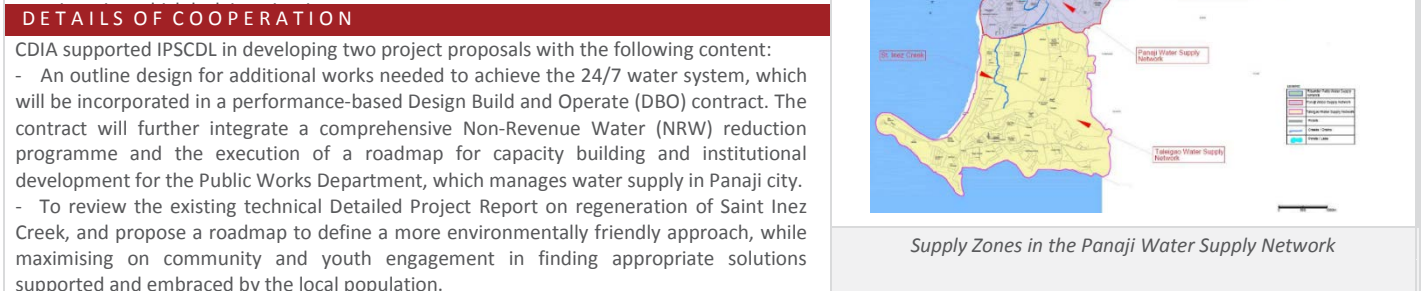 DETAILS OF COOPERATION
CDIA supported IPSCDL in developing two project proposals with the following content:
- An outline design for additional works needed to achieve the 24/7 water system, which
will be incorporated in a performance-based Design Build and Operate (DBO) contract. The
contract will further integrate a comprehensive Non-Revenue Water (NRW) reduction
programme and the execution of a roadmap for capacity building and institutional
development for the Public Works Department, which manages water supply in Panaji city.
- To review the existing technical Detailed Project Report on regeneration of Saint Inez
Creek, and propose a roadmap to define a more environmentally friendly approach, while
maximising on community and youth engagement in finding appropriate solutions
supported and embraced by the local population.
St. Inez Creek
Panaji Water Supply
Network
Taleigao Water Supply
Network
Supply Zones in the Panaji Water Supply Network